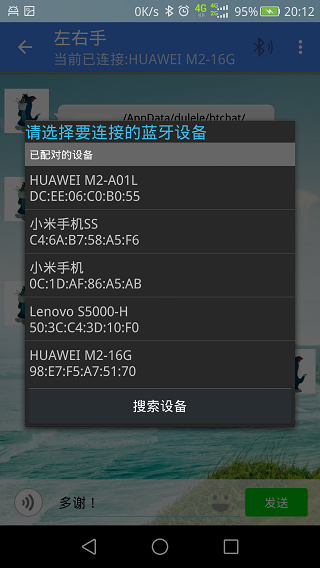 0K/s 4G 4G 2G 95% 20:12
左右手
当前已连接:HUAWEI M2-16G
/AppData/dulele/btchat/
请选择要连接的蓝牙设备
已配对的设备
HUAWEI M2-A01L
DC:EE:06:C0:B0:55
小米手机SS
C4:6A:B7:58:A5:F6
小米手机
0C:1D:AF:86:A5:AB
Lenovo S5000-H
50:3C:C4:3D:10:F0
HUAWEI M2-16G
98:E7:F5:A7:51:70
搜索设备
多谢！
发送